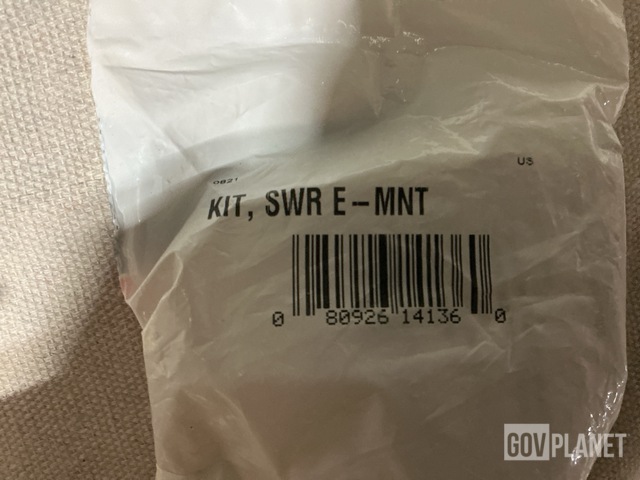 0821
US
KIT, SWR E-MNT
0 80926 14136 0
GOVPLANET